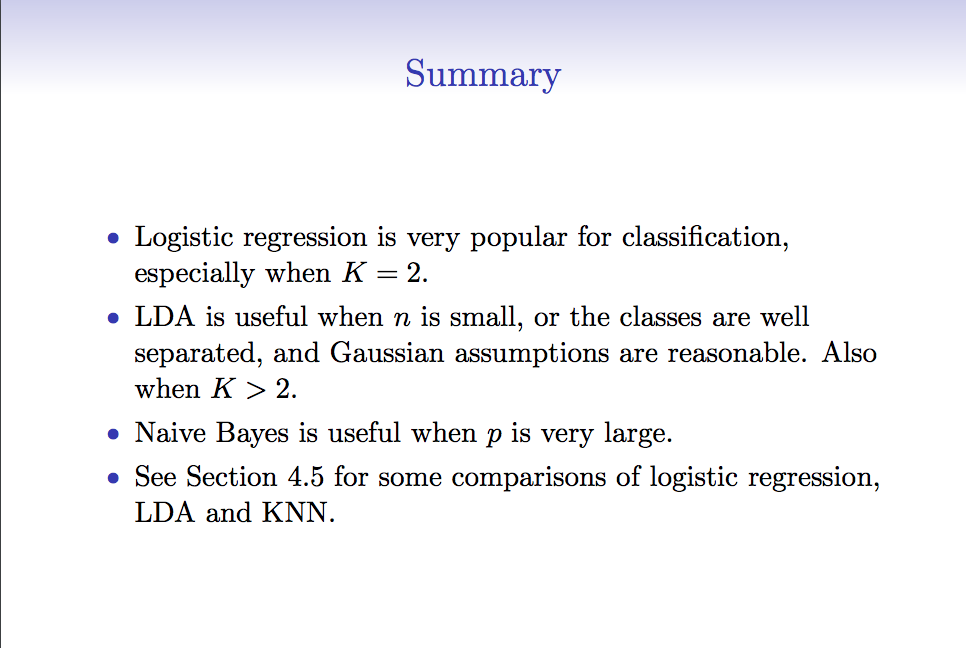 Summary
• Logistic regression is very popular for classification,
especially when K = 2.
• LDA is useful when n is small, or the classes are well
separated, and Gaussian assumptions are reasonable. Also
when K > 2.
• Naive Bayes is useful when p is very large.
• See Section 4.5 for some comparisons of logistic regression,
LDA and KNN.